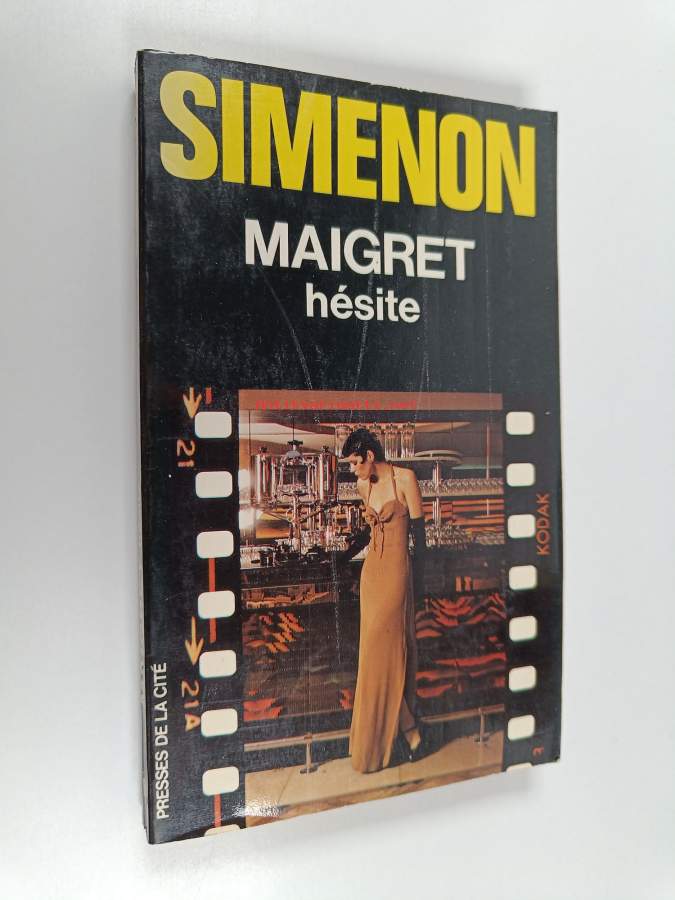 SIMENON
MAIGRET
hésite
21
KODAK
21A
PRESSES DE LA CITÉ